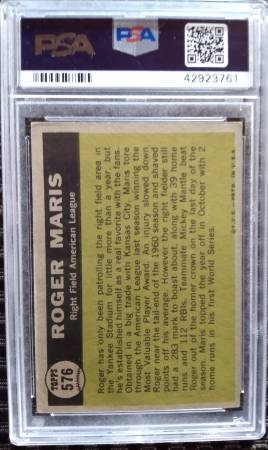 PSA
PSA
42923761
TOPPS
576
ROGER MARIS
Right Field American League
Roger has only been patrolling the right field area in
the Yankee Stadium for little more than a year, but
he's established himself as a real favorite with the fans.
Obtained in a big trade with Kansas City, Maris tore
through the American League last season winning the
Most Valuable Player Award. An injury slowed down
Roger near the tail-end of the '60 season and shaved
points off his average. However the right fielder still
had a .283 mark to boast about, along with 39 home
runs and 112 RBIs. Teammate Mickey Mantle beat
Roger out of the homer crown on the last day of the
season. Maris topped the year off in October with 2
home runs in his first World Series.